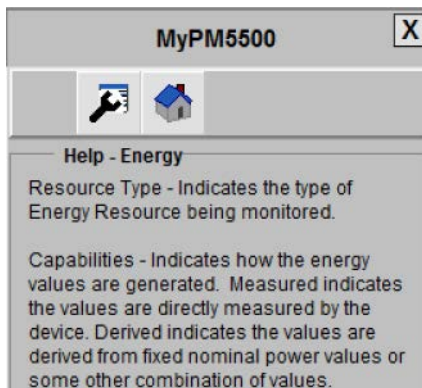 MyPM5500
X
Help - Energy
Resource Type - Indicates the type of
Energy Resource being monitored.
Capabilities - Indicates how the energy
values are generated.  Measured indicates
the values are directly measured by the
device. Derived indicates the values are
derived from fixed nominal power values or
some other combination of values.